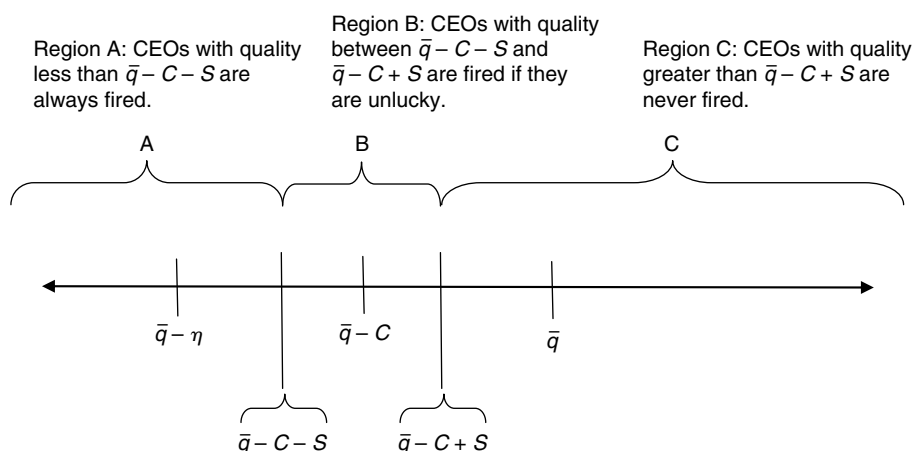 Region A: CEOs with quality
less than q̅ – C – S are
always fired.
Region B: CEOs with quality
between q̅ – C – S and
q̅ – C + S are fired if they
are unlucky.
Region C: CEOs with quality
greater than q̅ – C + S are
never fired.
A
B
C
q̅ – η
q̅ – C
q̅
q̅ – C – S
q̅ – C + S